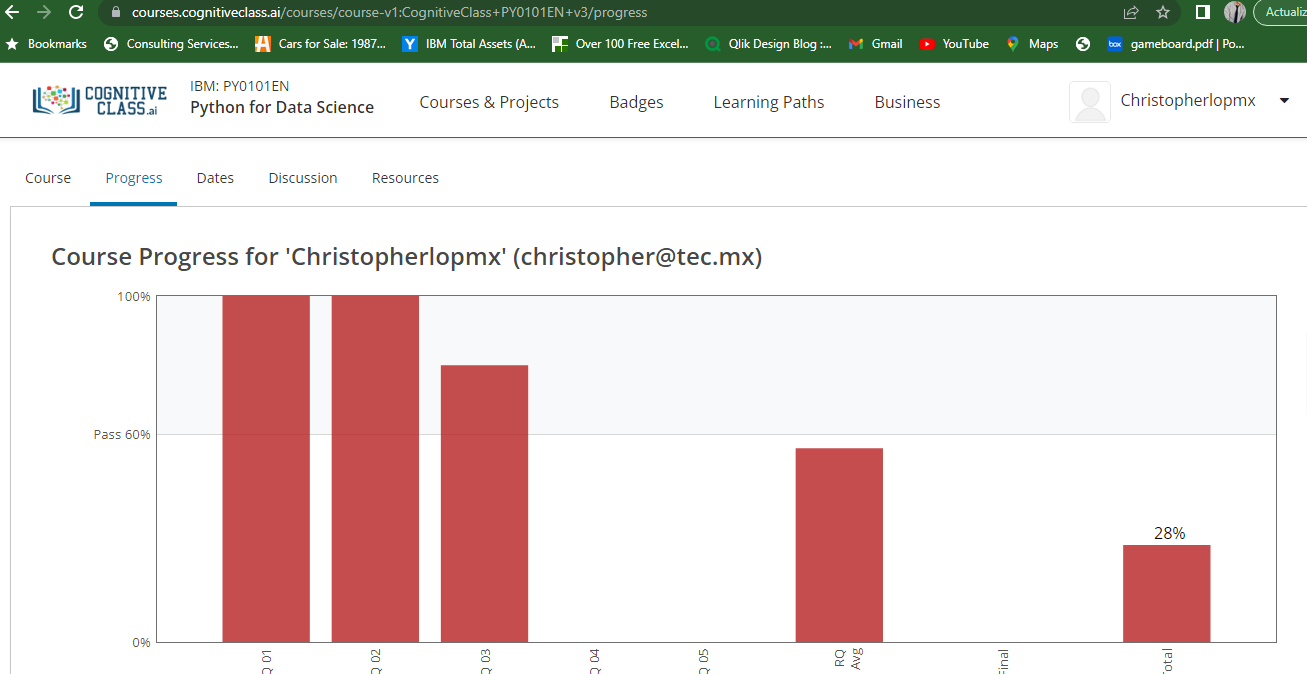 courses.cognitiveclass.ai/courses/course-v1:CognitiveClass+PY0101EN+v3/progress
Actualiz
Bookmarks Consulting Services... Cars for Sale: 1987... IBM Total Assets (A... Over 100 Free Excel... Qlik Design Blog :... Gmail YouTube Maps gameboard.pdf | Po...
COGNITIVE
CLASS.ai
IBM: PY0101EN
Python for Data Science
Courses & Projects Badges Learning Paths Business
Christopherlopmx
Course Progress Dates Discussion Resources
Course Progress for 'Christopherlopmx' (christopher@tec.mx)
100%
Pass 60%
28%
0%
Q 01
Q 02
Q 03
Q 04
Q 05
RQ
Avg
inal
otal